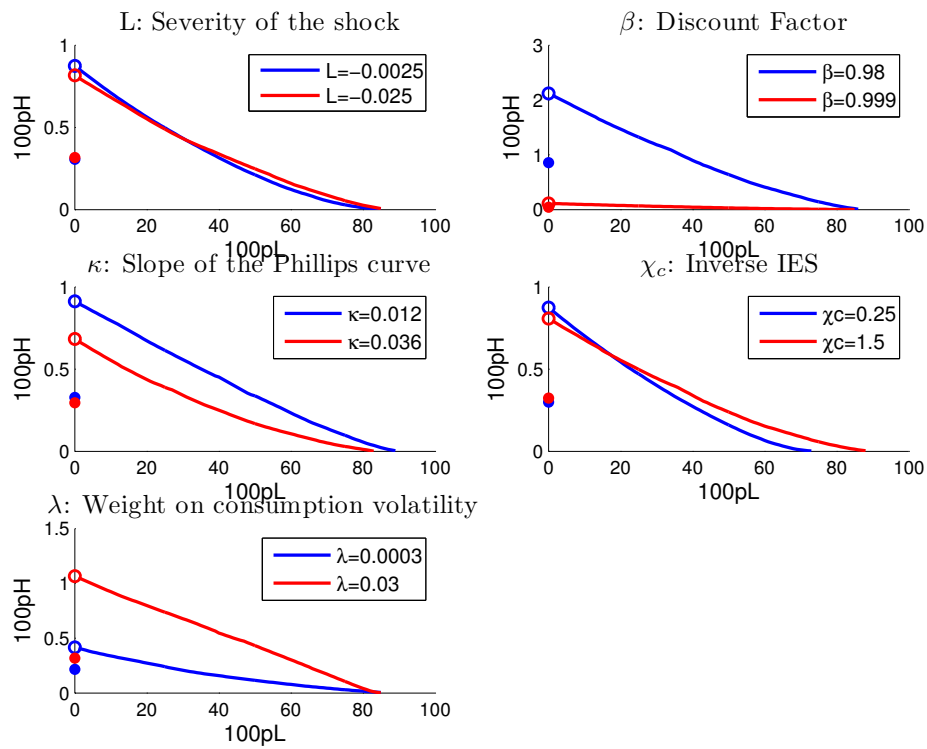 L: Severity of the shock
1
0.5
0
100pH
L=−0.0025
L=−0.025
0 20 40 60 80 100
100pL
β: Discount Factor
3
2
1
0
100pH
β=0.98
β=0.999
0 20 40 60 80 100
100pL
κ: Slope of the Phillips curve
1
0.5
0
100pH
κ=0.012
κ=0.036
0 20 40 60 80 100
100pL
χc: Inverse IES
1
0.5
0
100pH
χc=0.25
χc=1.5
0 20 40 60 80 100
100pL
λ: Weight on consumption volatility
1.5
1
0.5
0
100pH
λ=0.0003
λ=0.03
0 20 40 60 80 100
100pL